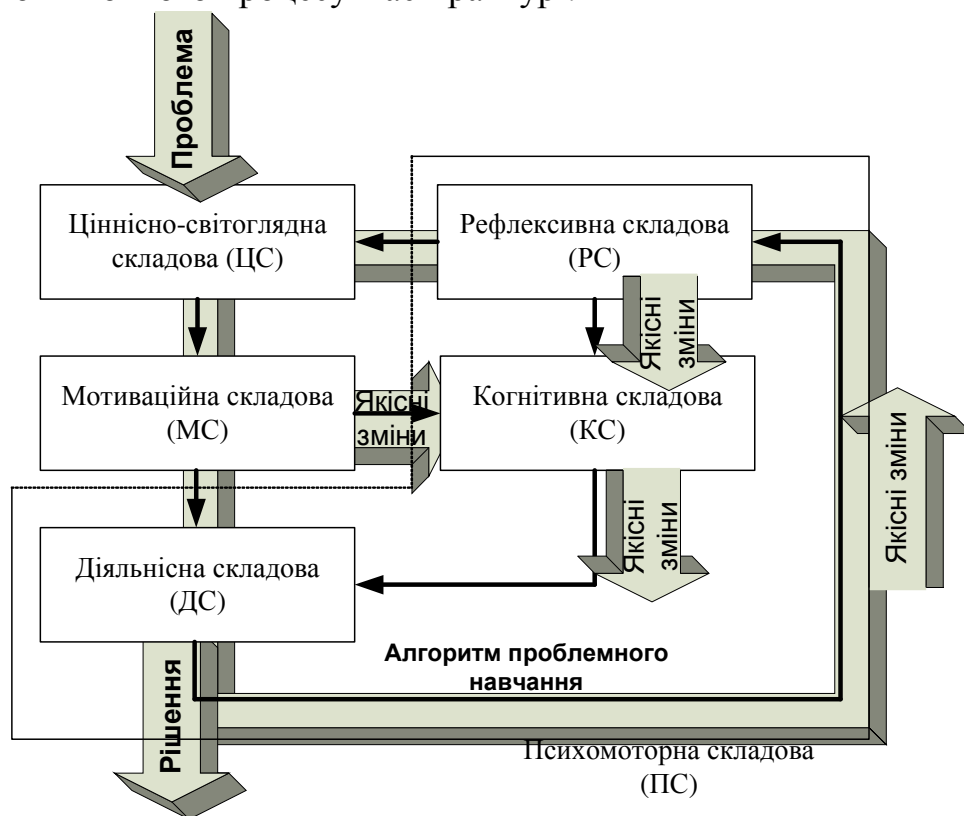 Проблема
Ціннісно-світоглядна
складова (ЦС)
Рефлексивна складова
(РС)
Якісні
зміни
Мотиваційна складова
(МС)
Якісні
зміни
Когнітивна складова
(КС)
Якісні зміни
Якісні
зміни
Діяльнісна складова
(ДС)
Алгоритм проблемного
навчання
Рішення
Психомоторна складова
(ПС)